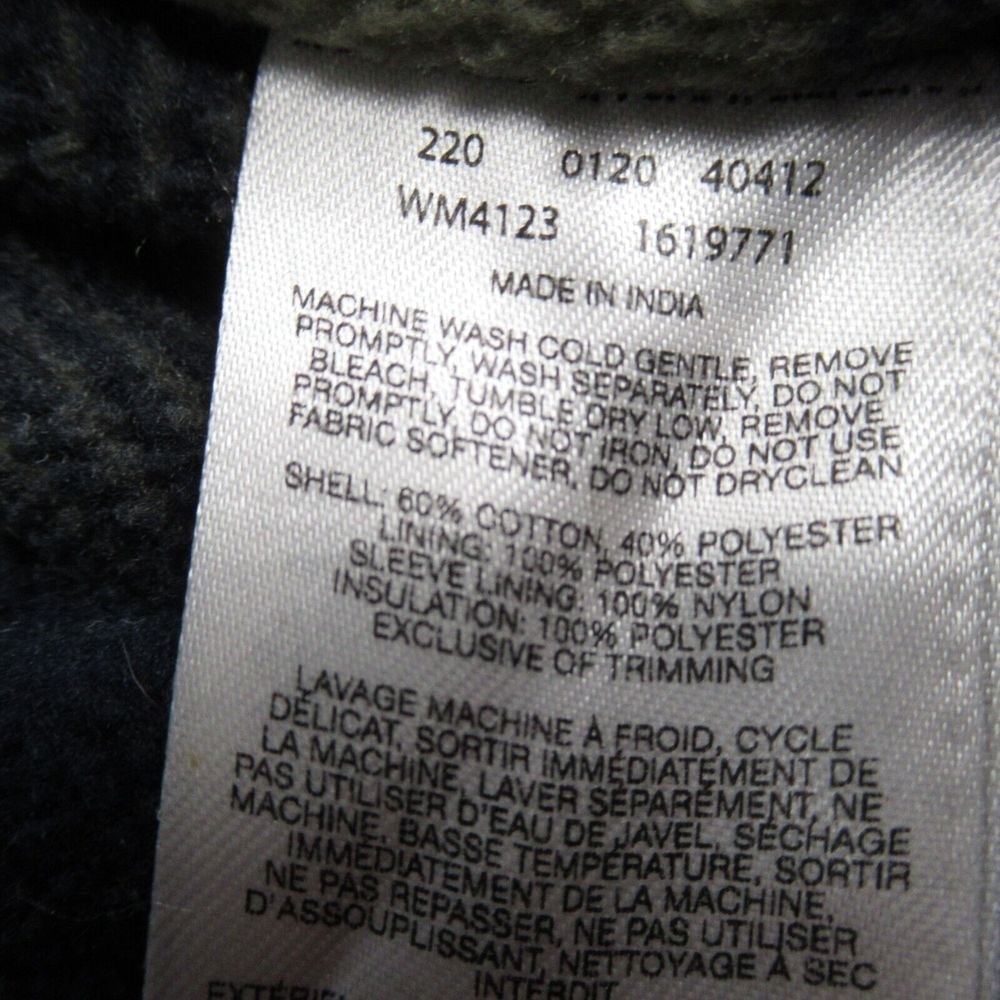 220 0120 40412
WM4123 1619771
MADE IN INDIA
MACHINE WASH COLD GENTLE, REMOVE
PROMPTLY, WASH SEPARATELY, DO NOT
BLEACH, TUMBLE DRY LOW, REMOVE
PROMPTLY, DO NOT IRON, DO NOT USE
FABRIC SOFTENER, DO NOT DRYCLEAN
SHELL: 60% COTTON, 40% POLYESTER
LINING: 100% POLYESTER
SLEEVE LINING: 100% NYLON
INSULATION: 100% POLYESTER
EXCLUSIVE OF TRIMMING
LAVAGE MACHINE À FROID, CYCLE
DÉLICAT, SORTIR IMMÉDIATEMENT DE
LA MACHINE, LAVER SÉPARÉMENT, NE
PAS UTILISER D'EAU DE JAVEL, SÉCHAGE
MACHINE, BASSE TEMPÉRATURE, SORTIR
IMMÉDIATEMENT DE LA MACHINE,
NE PAS REPASSER, NE PAS UTILISER
D'ASSOUPLISSANT, NETTOYAGE À SEC
INTERDIT